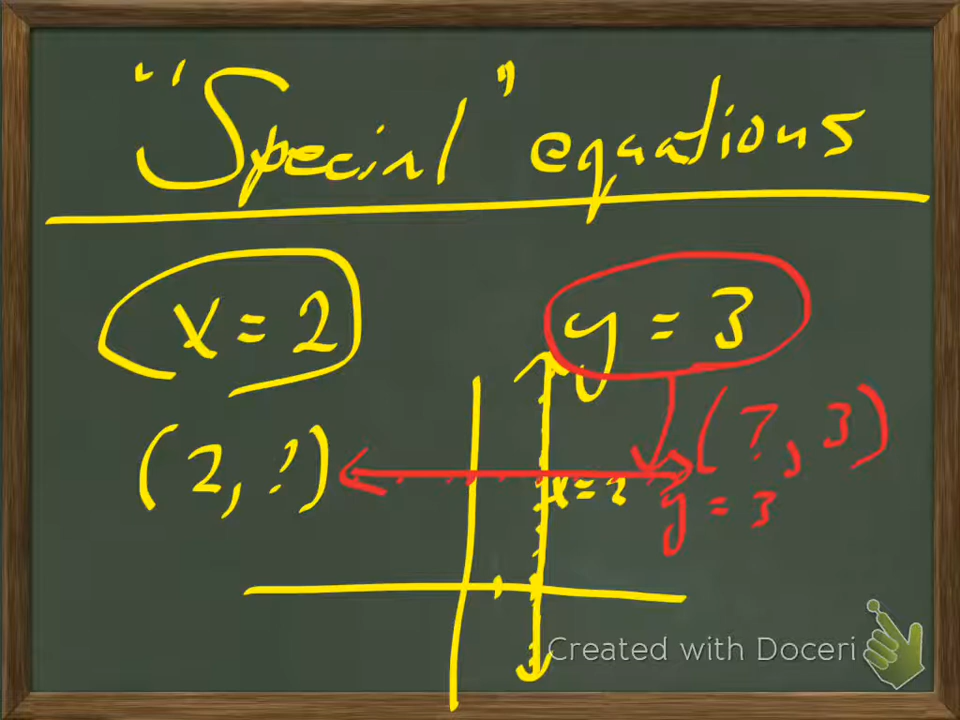 "Special" equations
x = 2
y = 3
(2, ?)
(?, 3)
x = 2
y = 3
Created with Doceri